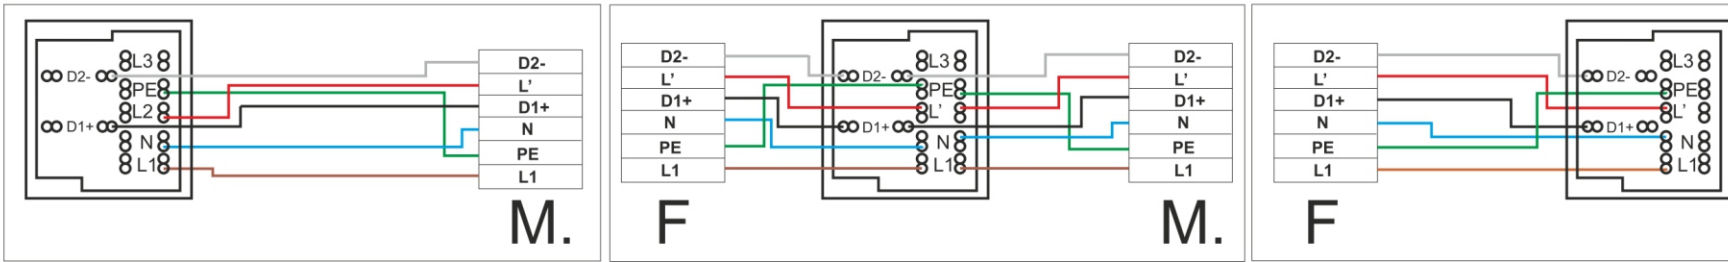 L3
D2-
PE
L2
D1+
N
L1
D2-
L'
D1+
N
PE
L1
M.
D2-
L'
D1+
N
PE
L1
F
L3
D2-
PE
L'
D1+
N
L1
D2-
L'
D1+
N
PE
L1
M.
D2-
L'
D1+
N
PE
L1
F
L3
D2-
PE
L'
D1+
N
L1